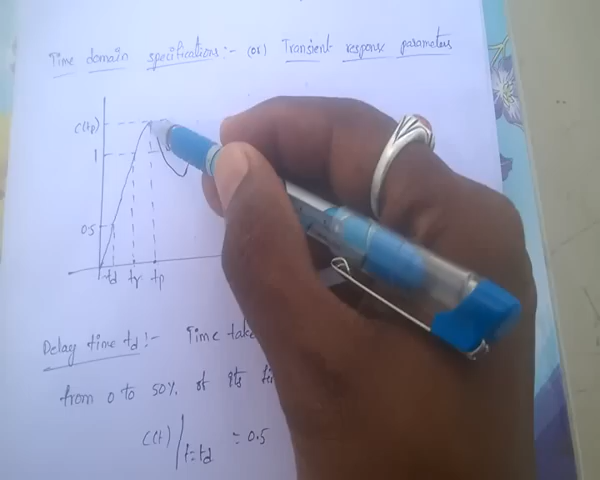 Time domain specifications:- (or) Transient response parameters
C(tp)
1
0.5
td tr tp
Delay time td :- Time
from 0 to 50% of its
C(t)|t=td = 0.5